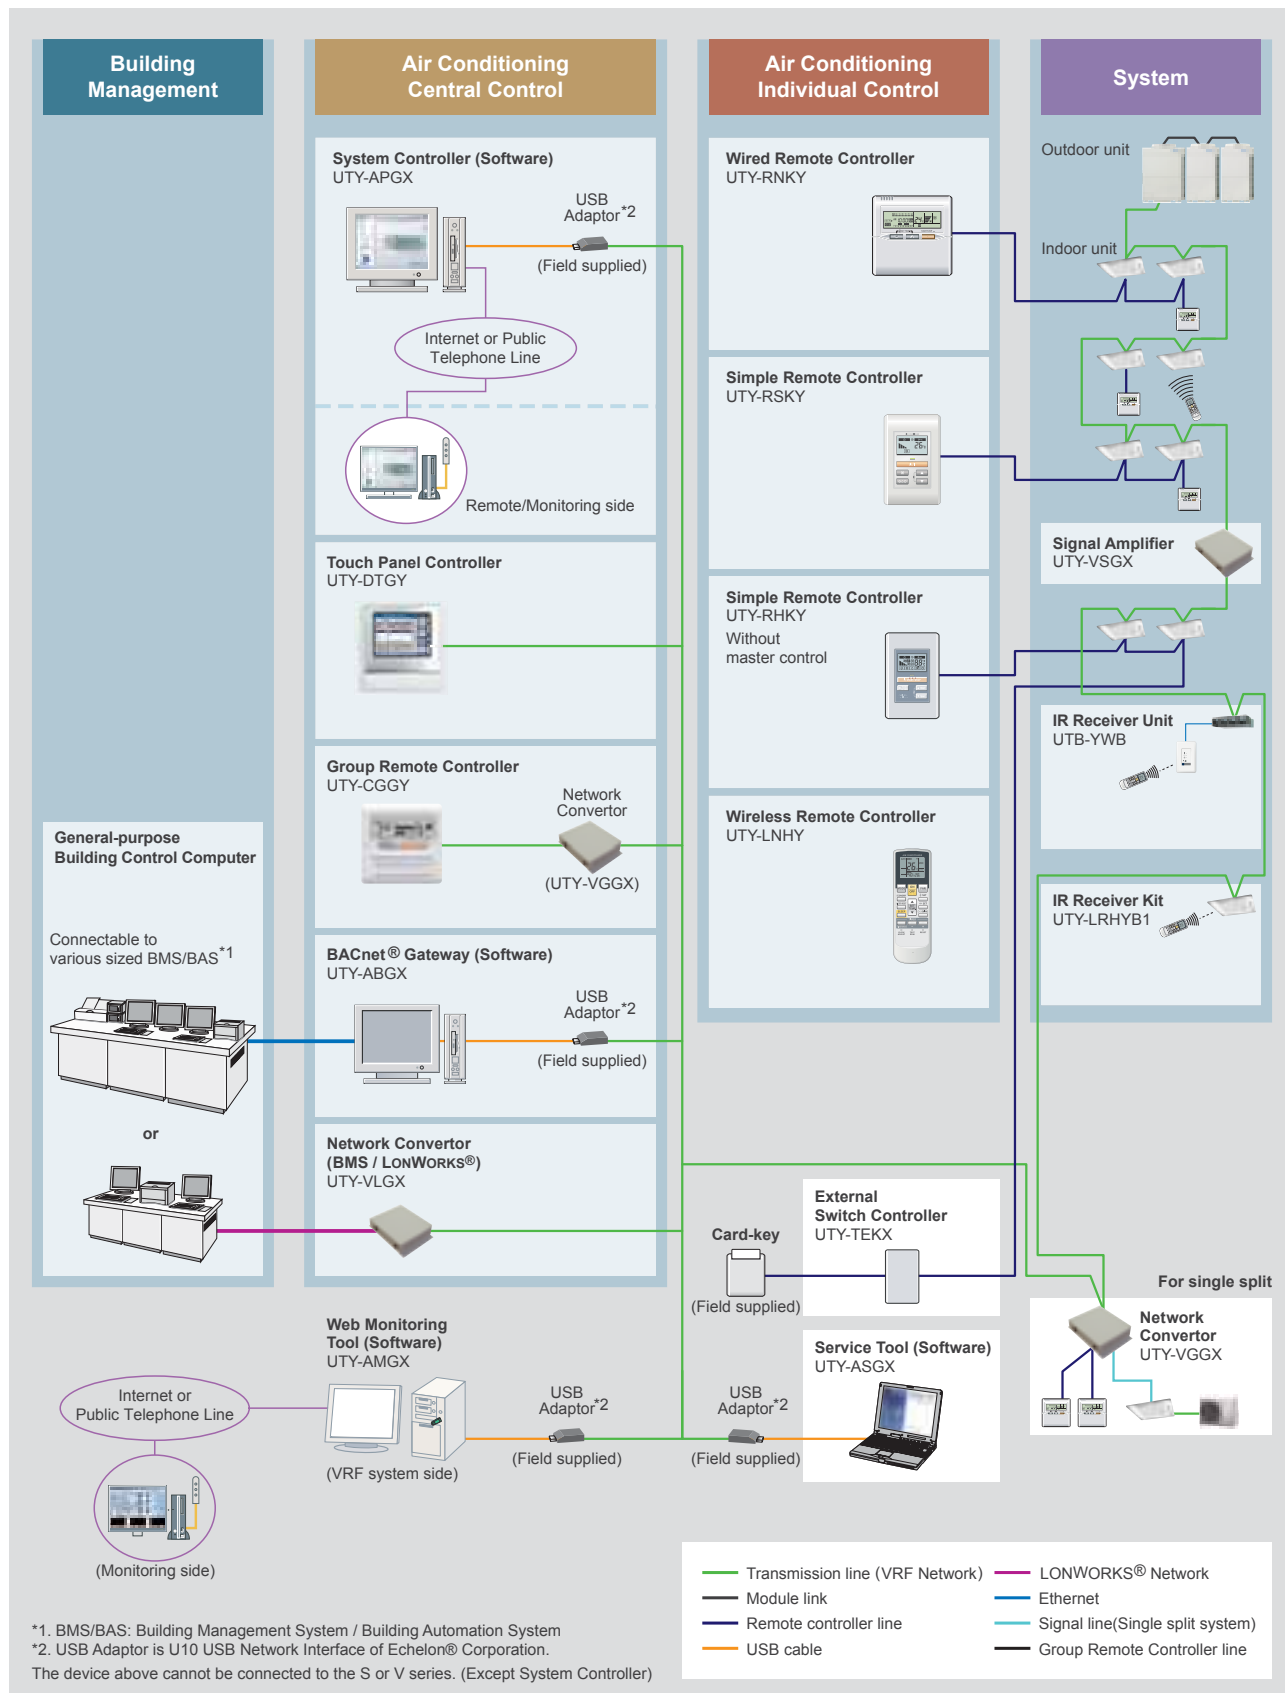 Building
Management
Air Conditioning
Central Control
Air Conditioning
Individual Control
System
System Controller (Software)
UTY-APGX
USB
Adaptor*2
(Field supplied)
Internet or Public
Telephone Line
Remote/Monitoring side
Touch Panel Controller
UTY-DTGY
Group Remote Controller
UTY-CGGY
Network
Convertor
(UTY-VGGX)
BACnet® Gateway (Software)
UTY-ABGX
USB
Adaptor*2
(Field supplied)
Network Convertor
(BMS / LONWORKS®)
UTY-VLGX
General-purpose
Building Control Computer
Connectable to
various sized BMS/BAS*1
or
Wired Remote Controller
UTY-RNKY
Simple Remote Controller
UTY-RSKY
Simple Remote Controller
UTY-RHKY
Without
master control
Wireless Remote Controller
UTY-LNHY
Outdoor unit
Indoor unit
Signal Amplifier
UTY-VSGX
IR Receiver Unit
UTB-YWB
IR Receiver Kit
UTY-LRHYB1
External
Switch Controller
UTY-TEKX
Card-key
(Field supplied)
For single split
Network
Convertor
UTY-VGGX
Web Monitoring
Tool (Software)
UTY-AMGX
Internet or
Public Telephone Line
(VRF system side)
(Monitoring side)
USB
Adaptor*2
(Field supplied)
USB
Adaptor*2
(Field supplied)
Service Tool (Software)
UTY-ASGX
Transmission line (VRF Network)
Module link
Remote controller line
USB cable
LONWORKS® Network
Ethernet
Signal line(Single split system)
Group Remote Controller line
*1. BMS/BAS: Building Management System / Building Automation System
*2. USB Adaptor is U10 USB Network Interface of Echelon® Corporation.
The device above cannot be connected to the S or V series. (Except System Controller)